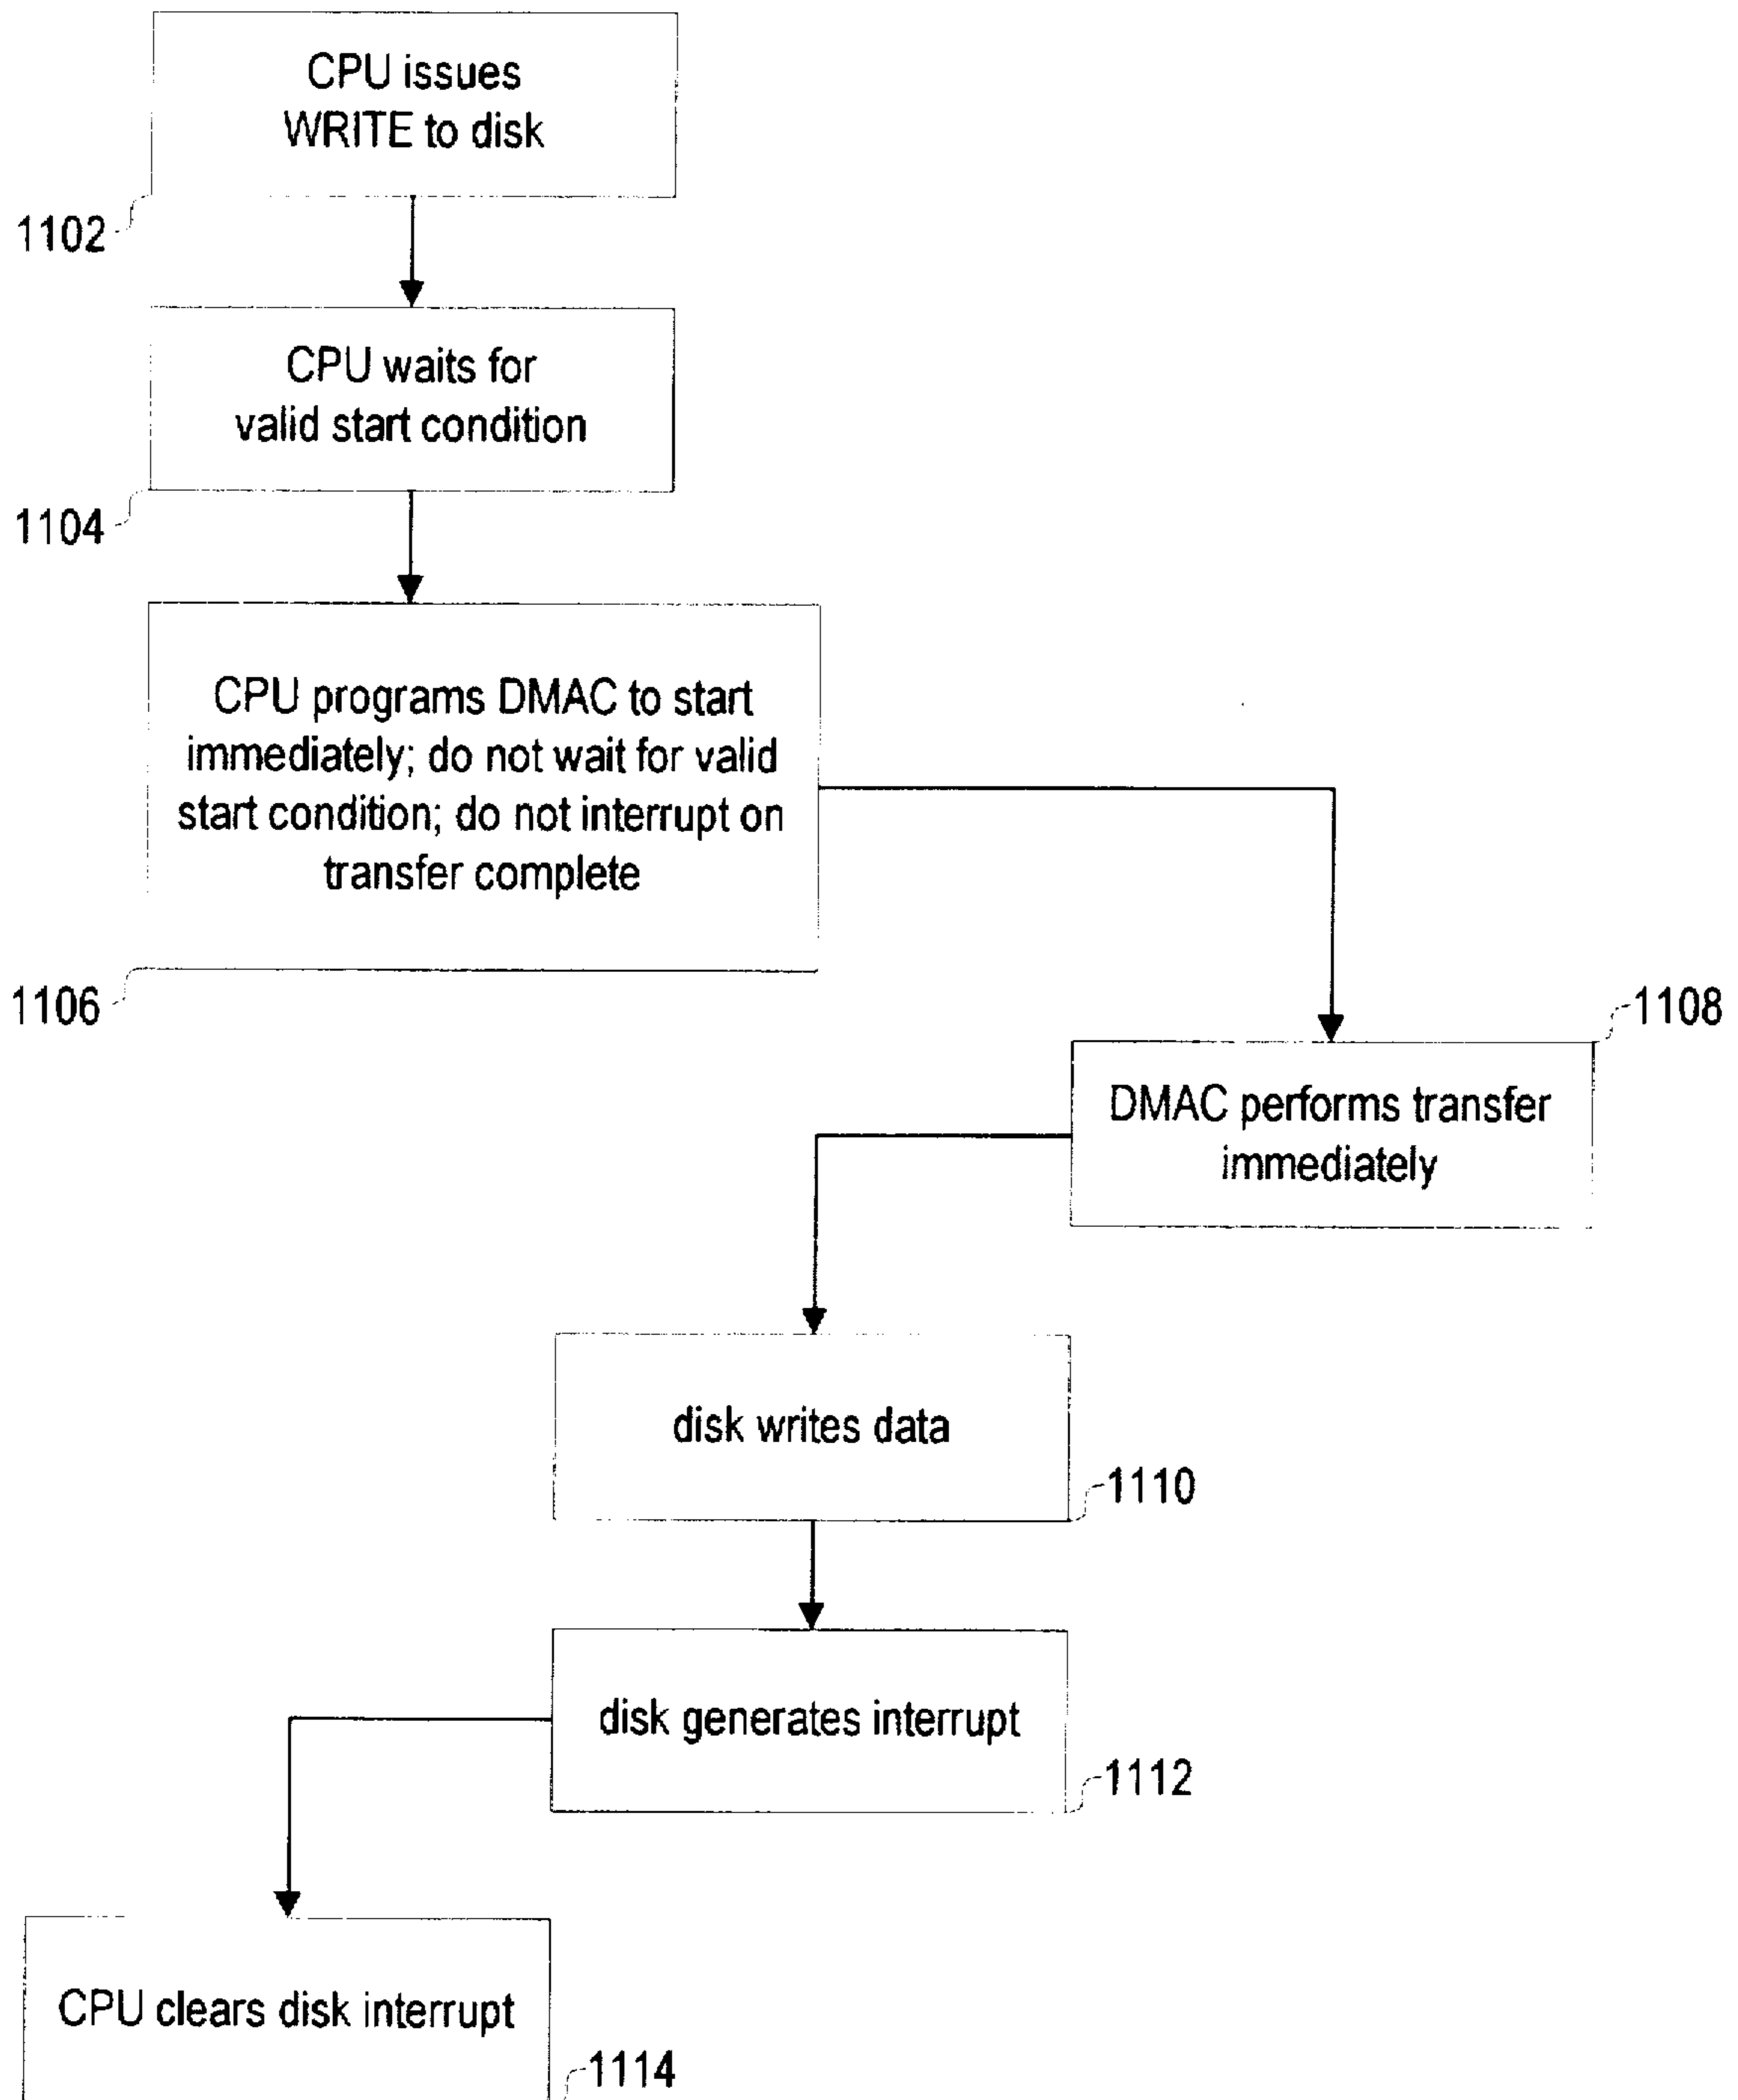 CPU issues
WRITE to disk
1102
CPU waits for
valid start condition
1104
CPU programs DMAC to start
immediately; do not wait for valid
start condition; do not interrupt on
transfer complete
1106
1108
DMAC performs transfer
immediately
disk writes data
1110
disk generates interrupt
1112
CPU clears disk interrupt
1114